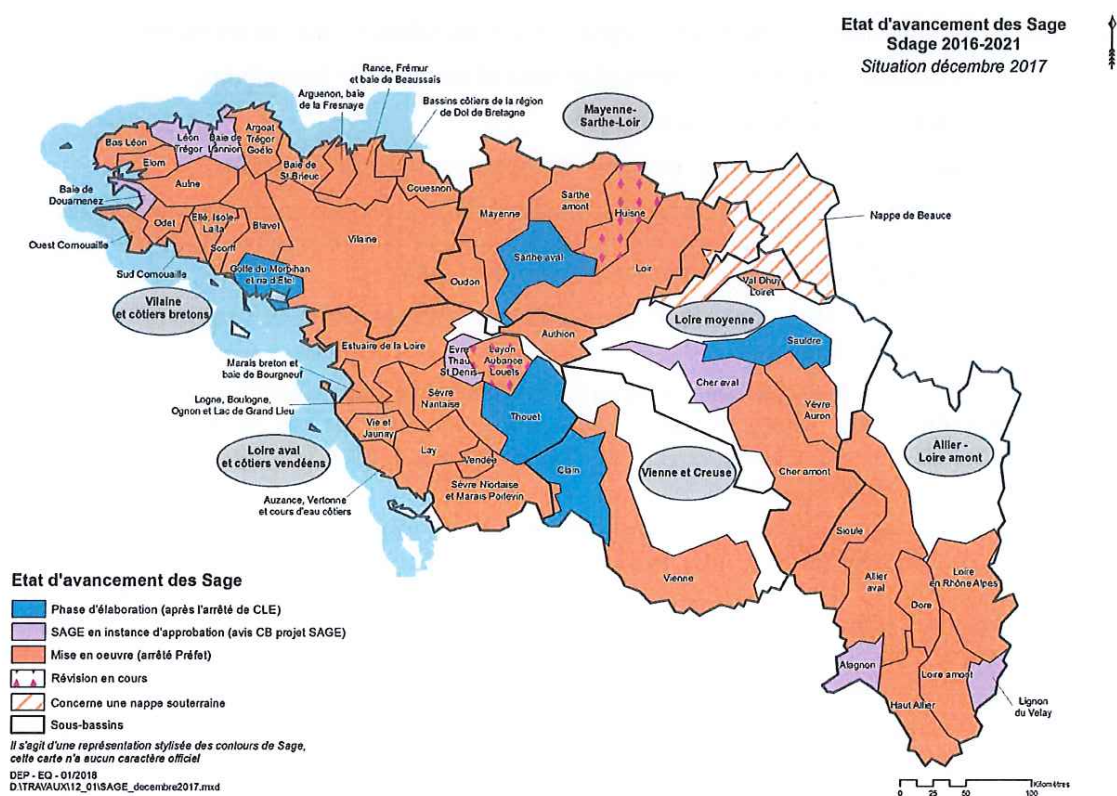 Etat d'avancement des Sage
Sdage 2016-2021
Situation décembre 2017
Rance, Frémur
et baie de Beaussais
Arguenon, baie
de la Fresnaye
Bassins côtiers de la région
de Dol de Bretagne
Mayenne-
Sarthe-Loir
Bas Léon
Léon
Trégor
Baie de
Lannion
Argoat
Trégor
Goëlo
Elorn
Baie de
St Brieuc
Aulne
Couesnon
Baie de
Douarnenez
Mayenne
Sarthe
amont
Huisne
Nappe de Beauce
Odet
Ellé, Isole,
Laïta
Blavet
Vilaine
Scorff
Ouest Cornouaille
Sud Cornouaille
Golfe du Morbihan
et ria d'Etel
Sarthe aval
Loir
Oudon
Val Dhuy
Loiret
Vilaine
et côtiers bretons
Loire moyenne
Estuaire de la Loire
Authion
Evre
Thau
St Denis
Layon
Aubance
Louets
Sauldre
Marais breton et
baie de Bourgneuf
Cher aval
Logne, Boulogne,
Ognon et Lac de Grand Lieu
Sèvre
Nantaise
Thouet
Yèvre
Auron
Vie et
Jaunay
Loire aval
et côtiers vendéens
Lay
Vendée
Clain
Vienne et Creuse
Cher amont
Allier -
Loire amont
Auzance, Vertonne
et cours d'eau côtiers
Sèvre Niortaise
et Marais Poitevin
Sioule
Vienne
Allier
aval
Dore
Loire
en Rhône Alpes
Alagnon
Loire amont
Haut Allier
Lignon
du Velay
Etat d'avancement des Sage
Phase d'élaboration (après l'arrêté de CLE)
SAGE en instance d'approbation (avis CB projet SAGE)
Mise en oeuvre (arrêté Préfet)
Révision en cours
Concerne une nappe souterraine
Sous-bassins
Il s'agit d'une représentation stylisée des contours de Sage,
cette carte n'a aucun caractère officiel
DEP - EQ - 01/2018
D:\TRAVAUX\12_01\SAGE_decembre2017.mxd
Kilomètres
0 25 50 100